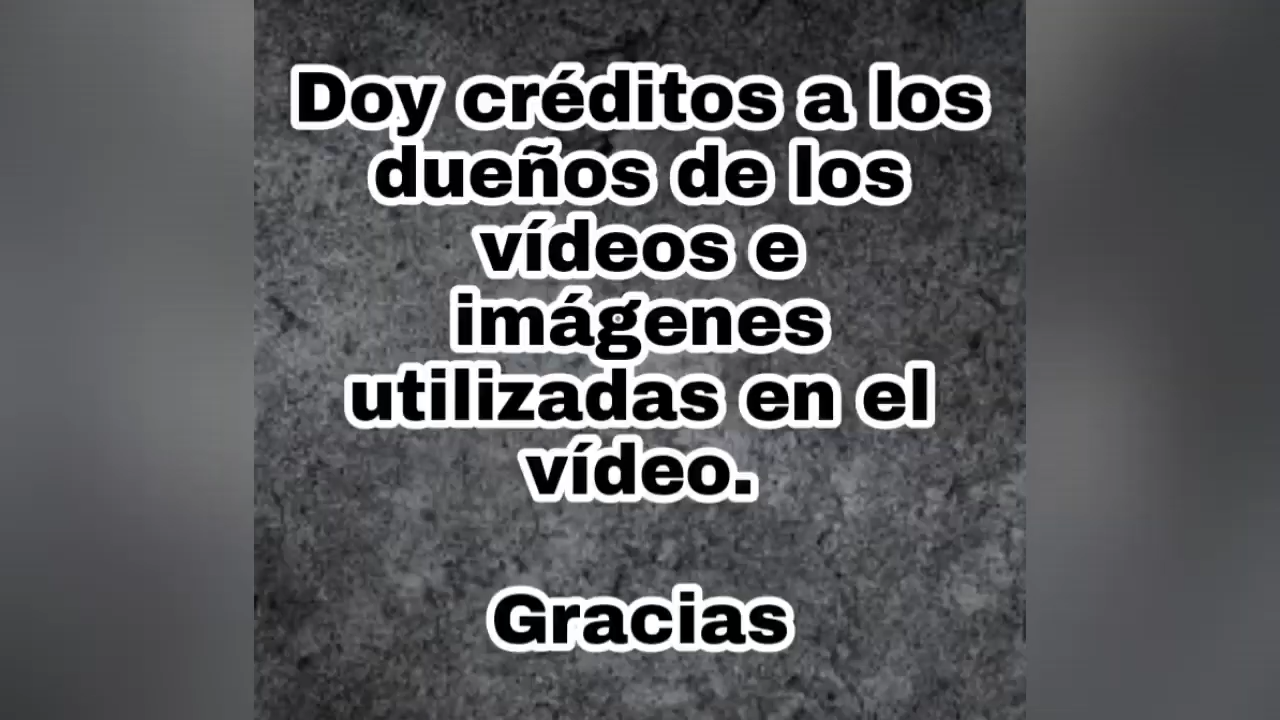 Doy créditos a los
dueños de los
vídeos e
imágenes
utilizadas en el
vídeo.
Gracias